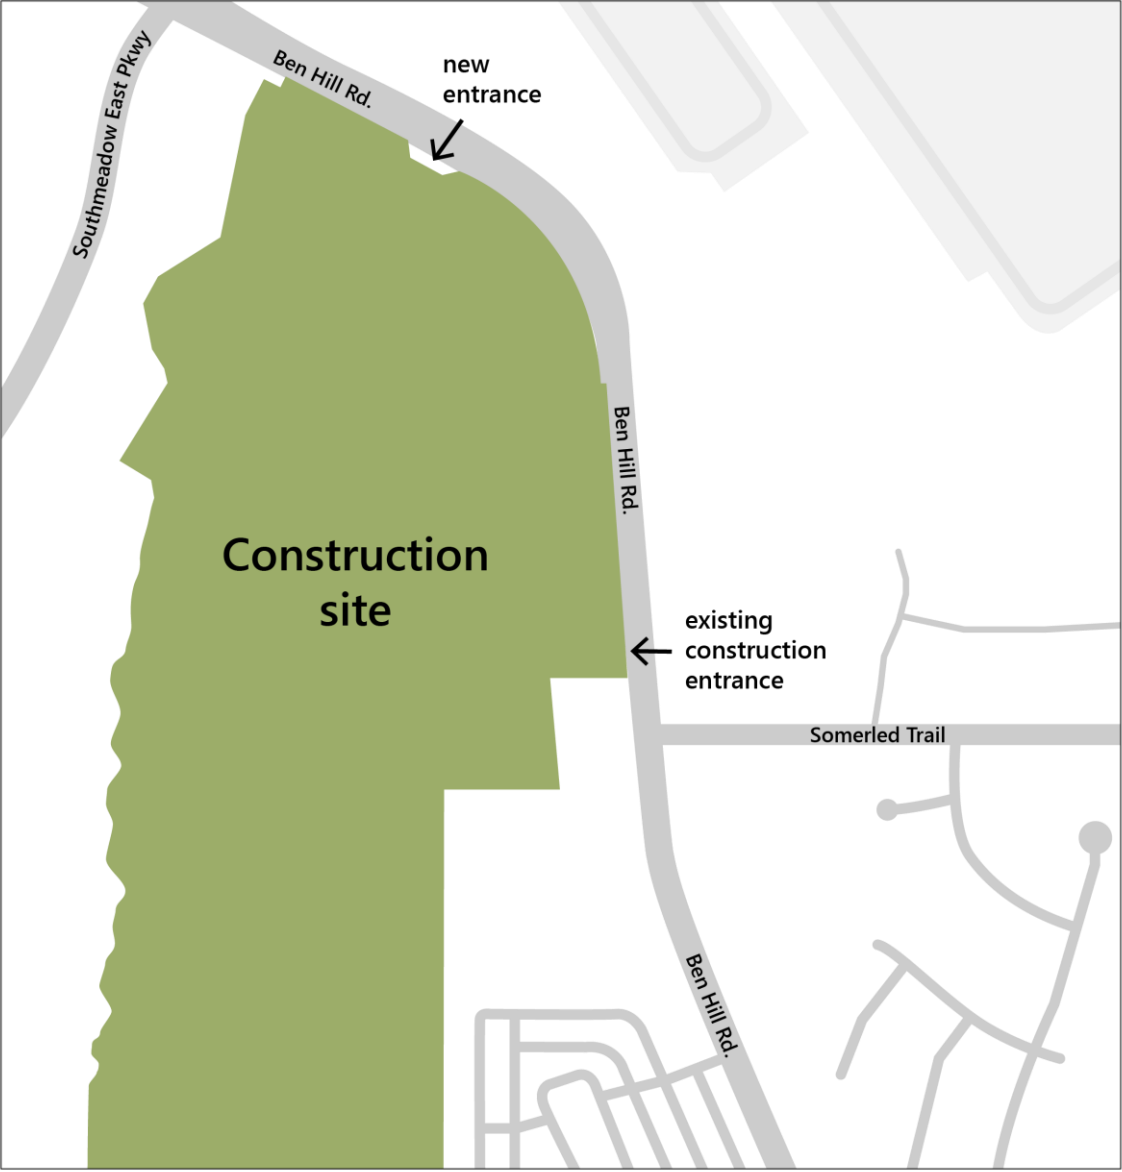 Ben Hill Rd.
new
entrance
Southmeadow East Pkwy
Ben Hill Rd.
Construction
site
existing
construction
entrance
Somerled Trail
Ben Hill Rd.